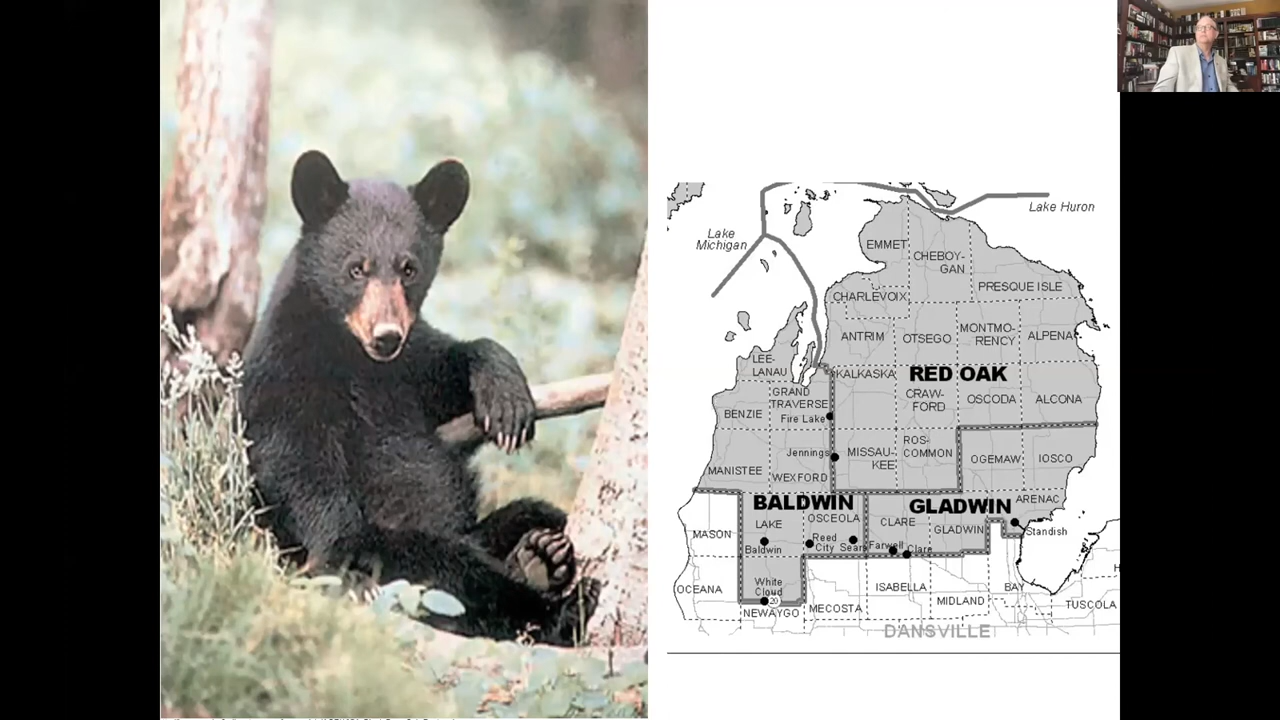 Lake Huron
Lake
Michigan
EMMET
CHEBOY-
GAN
PRESQUE ISLE
CHARLEVOIX
ANTRIM
OTSEGO
MONTMO-
RENCY
ALPENA
LEE-
LANAU
KALKASKA
RED OAK
GRAND
TRAVERSE
CRAW-
FORD
OSCODA
ALCONA
BENZIE
Fife Lake
Jennings
MISSAU-
KEE
ROS-
COMMON
OGEMAW
IOSCO
MANISTEE
WEXFORD
BALDWIN
GLADWIN
ARENAC
LAKE
OSCEOLA
CLARE
GLADWIN
Standish
MASON
Baldwin
Reed
City
Sears
Farwell
Clare
OCEANA
White
Cloud
20
ISABELLA
BAY
H
NEWAYGO
MECOSTA
MIDLAND
TUSCOLA
DANSVILLE